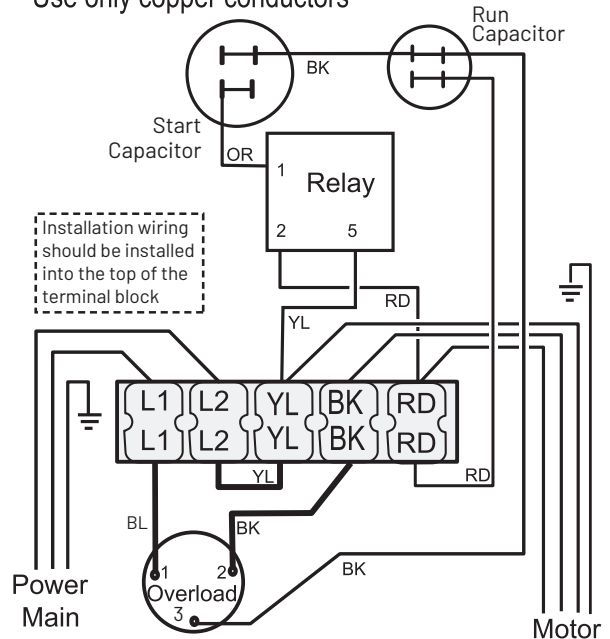 Use only copper conductors
Run
Capacitor
BK
Start
Capacitor
OR
1
Relay
2
5
Installation wiring
should be installed
into the top of the
terminal block
RD
YL
L1
L2
YL
BK
RD
L1
L2
YL
BK
RD
YL
RD
BL
BK
1
2
Overload
3
BK
Power
Main
Motor